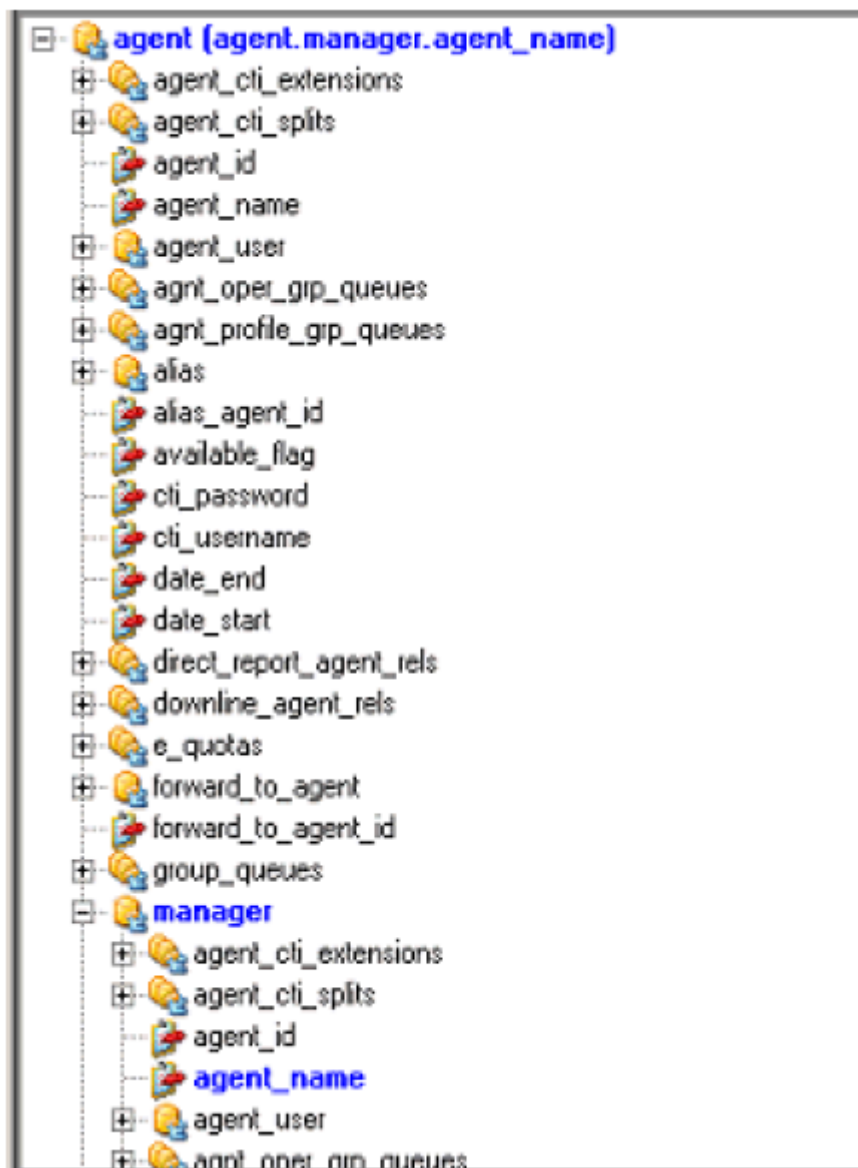 agent (agent.manager.agent_name)
agent_cti_extensions
agent_cti_splits
agent_id
agent_name
agent_user
agnt_oper_grp_queues
agnt_profile_grp_queues
alias
alias_agent_id
available_flag
cti_password
cti_username
date_end
date_start
direct_report_agent_rels
downline_agent_rels
e_quotas
forward_to_agent
forward_to_agent_id
group_queues
manager
agent_cti_extensions
agent_cti_splits
agent_id
agent_name
agent_user
agnt_oper_grp_queues